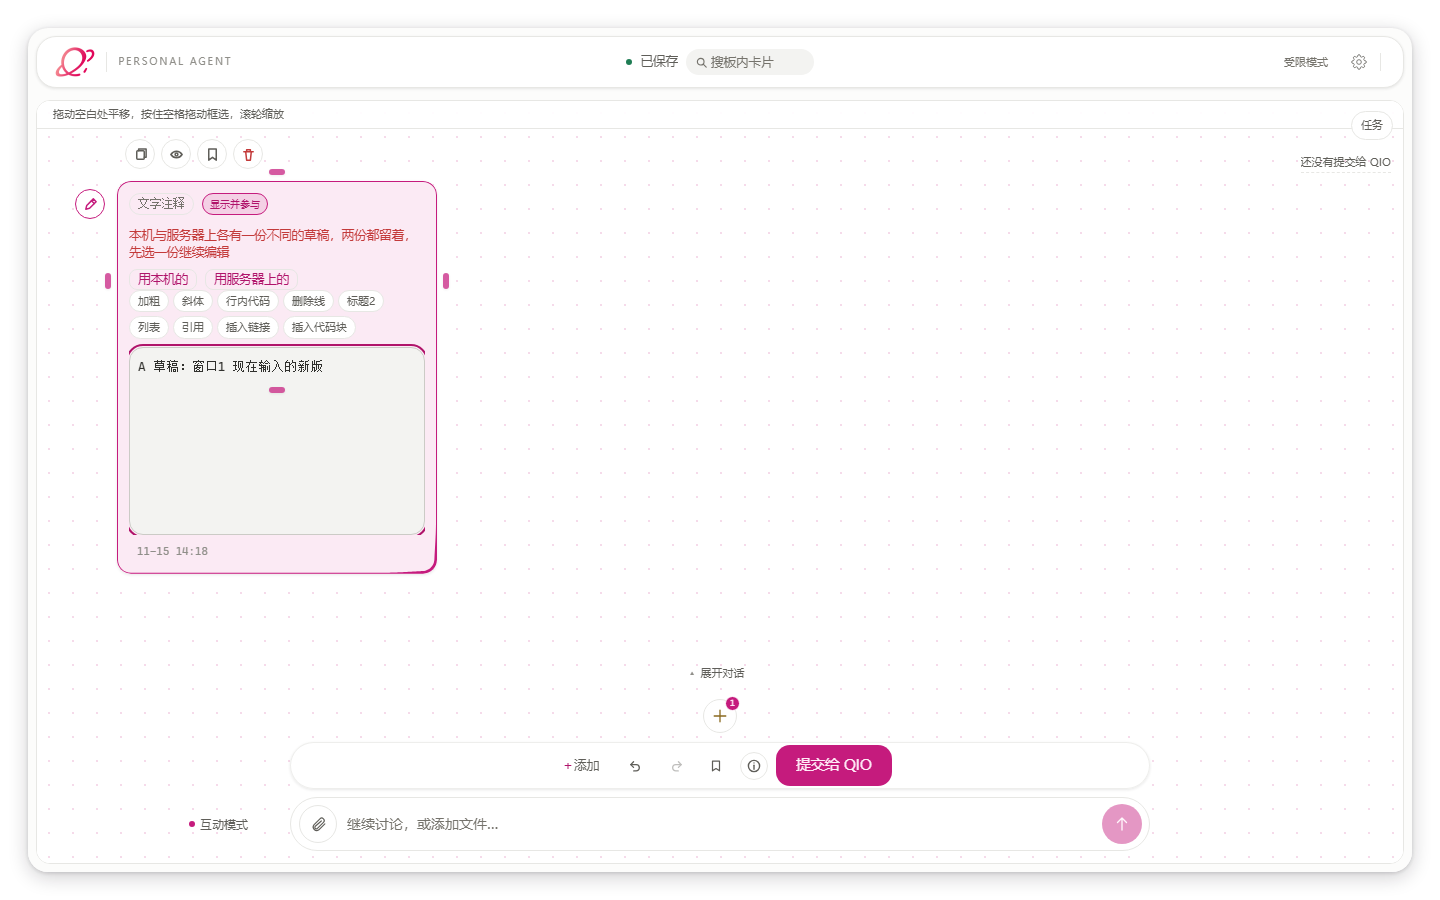 PERSONAL AGENT
已保存
搜板内卡片
受限模式
拖动空白处平移，按住空格拖动框选，滚轮缩放
任务
还没有提交给 QIO
文字注释
显示并参与
本机与服务器上各有一份不同的草稿，两份都留着，
先选一份继续编辑
用本机的 用服务器上的
加粗 斜体 行内代码 删除线 标题2
列表 引用 插入链接 插入代码块
A 草稿：窗口1 现在输入的新版
11-15 14:18
展开对话
1
+添加
提交给 QIO
互动模式
继续讨论，或添加文件...